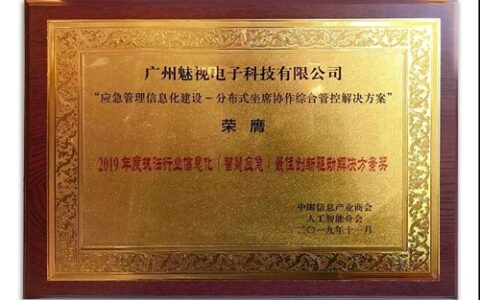 广州魅视电子科技有限公司
“应急管理信息化建设－分布式坐席协作综合管控解决方案”
荣膺
2019年度政法行业信息化（智慧应急）最佳创新驱动解决方案奖
中国信息产业商会
人工智能分会
二〇一九年十一月